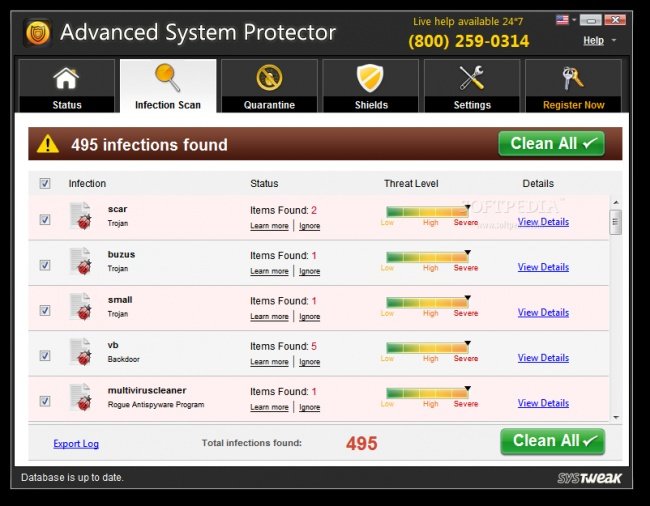 Advanced System Protector
Live help available 24*7
(800) 259-0314
Help
Status
Infection Scan
Quarantine
Shields
Settings
Register Now
495 infections found
Clean All
Infection Status Threat Level Details
scar
Trojan
Items Found: 2
Learn more | Ignore
Low High Severe
View Details
buzus
Trojan
Items Found: 1
Learn more | Ignore
Low High Severe
View Details
small
Trojan
Items Found: 1
Learn more | Ignore
Low High Severe
View Details
vb
Backdoor
Items Found: 5
Learn more | Ignore
Low High Severe
View Details
multiviruscleaner
Rogue Antispyware Program
Items Found: 1
Learn more | Ignore
Low High Severe
View Details
SOFTPEDIA
Export Log
Total infections found: 495
Clean All
Database is up to date.
SYSTWEAK